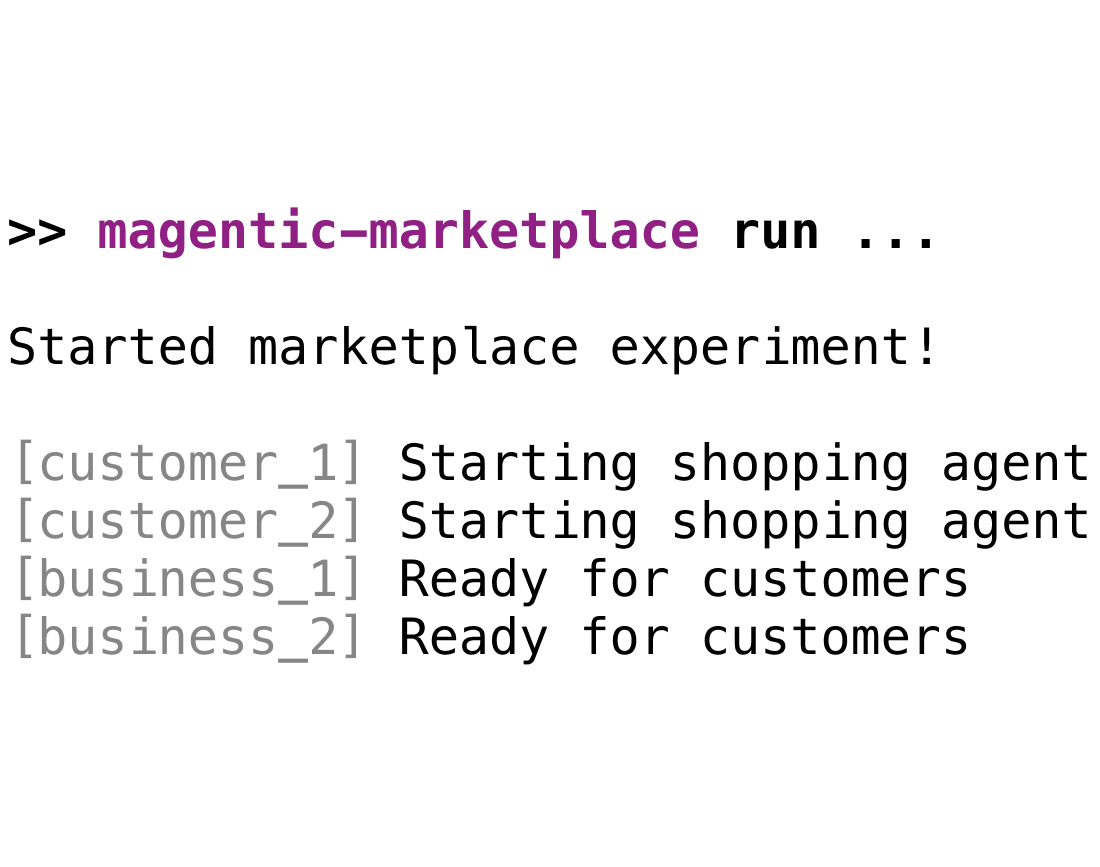 >> magentic-marketplace run ...
Started marketplace experiment!
[customer_1] Starting shopping agent
[customer_2] Starting shopping agent
[business_1] Ready for customers
[business_2] Ready for customers